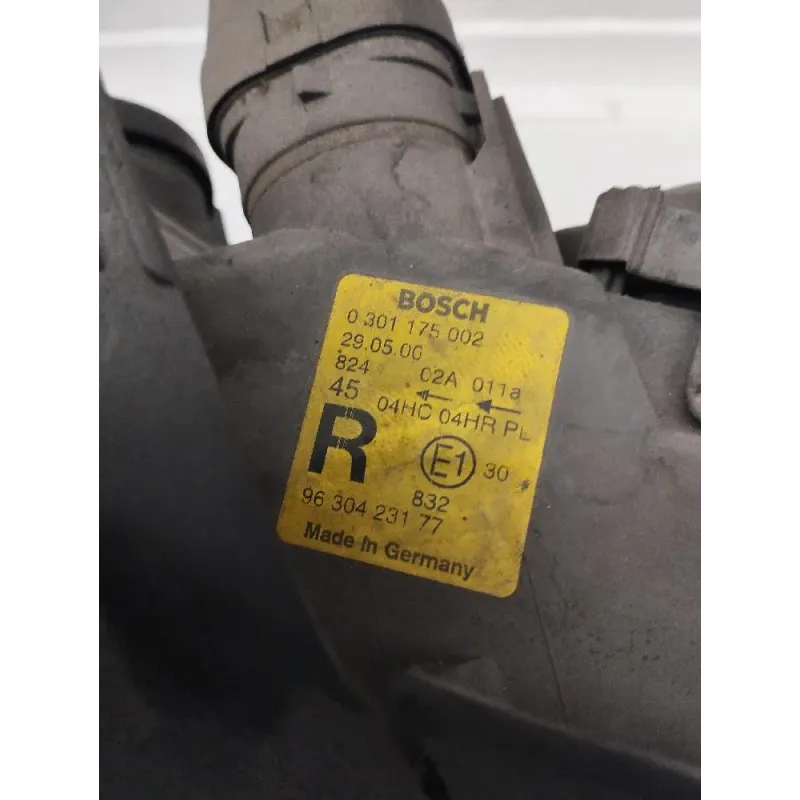 BOSCH
0 301 175 002
29.05.00
824 02A 011a
45 04HC 04HR PL
R E1 30
832
96 304 231 77
Made In Germany